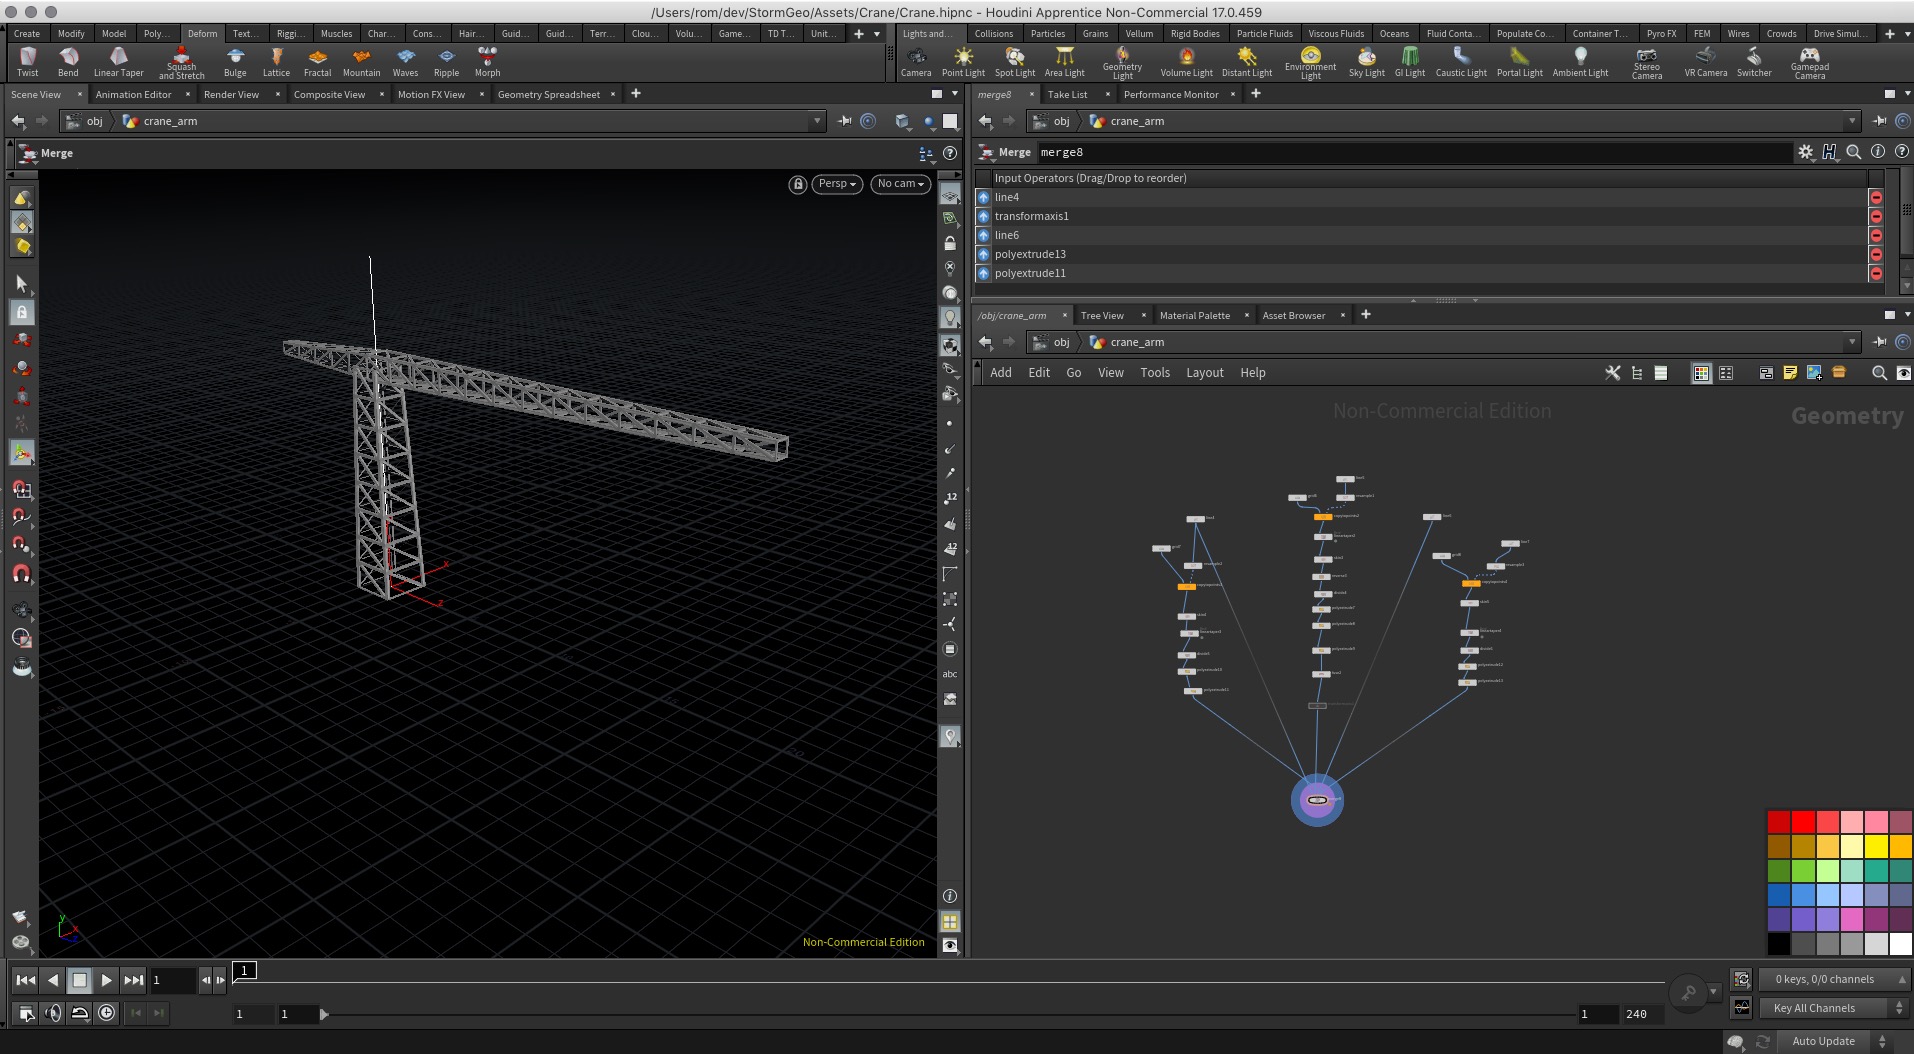 /Users/rom/dev/StormGeo/Assets/Crane/Crane.hipnc - Houdini Apprentice Non-Commercial 17.0.459
Create Modify Model Poly... Deform Text... Riggi... Muscles Char... Cons... Hair... Guid... Guid... Terr... Clou... Volu... Game... TD T... Unit...
Lights and... Collisions Particles Grains Vellum Rigid Bodies Particle Fluids Viscous Fluids Oceans Fluid Conta... Populate Co... Container T... Pyro FX FEM Wires Crowds Drive Simul...
Twist Bend Linear Taper Squash and Stretch Bulge Lattice Fractal Mountain Waves Ripple Morph
Camera Point Light Spot Light Area Light Geometry Light Volume Light Distant Light Environment Light Sky Light GI Light Caustic Light Portal Light Ambient Light Stereo Camera VR Camera Switcher Gamepad Camera
Scene View Animation Editor Render View Composite View Motion FX View Geometry Spreadsheet
merge8 Take List Performance Monitor
obj crane_arm
obj crane_arm
Merge
Merge merge8
Persp No cam
Input Operators (Drag/Drop to reorder)
line4
transformaxis1
line6
polyextrude13
polyextrude11
/obj/crane_arm Tree View Material Palette Asset Browser
obj crane_arm
Add Edit Go View Tools Layout Help
Non-Commercial Edition
Geometry
x
z
12
12
abc
y
x
Non-Commercial Edition
1
1
0 keys, 0/0 channels
1 1
1 240
Key All Channels
Auto Update